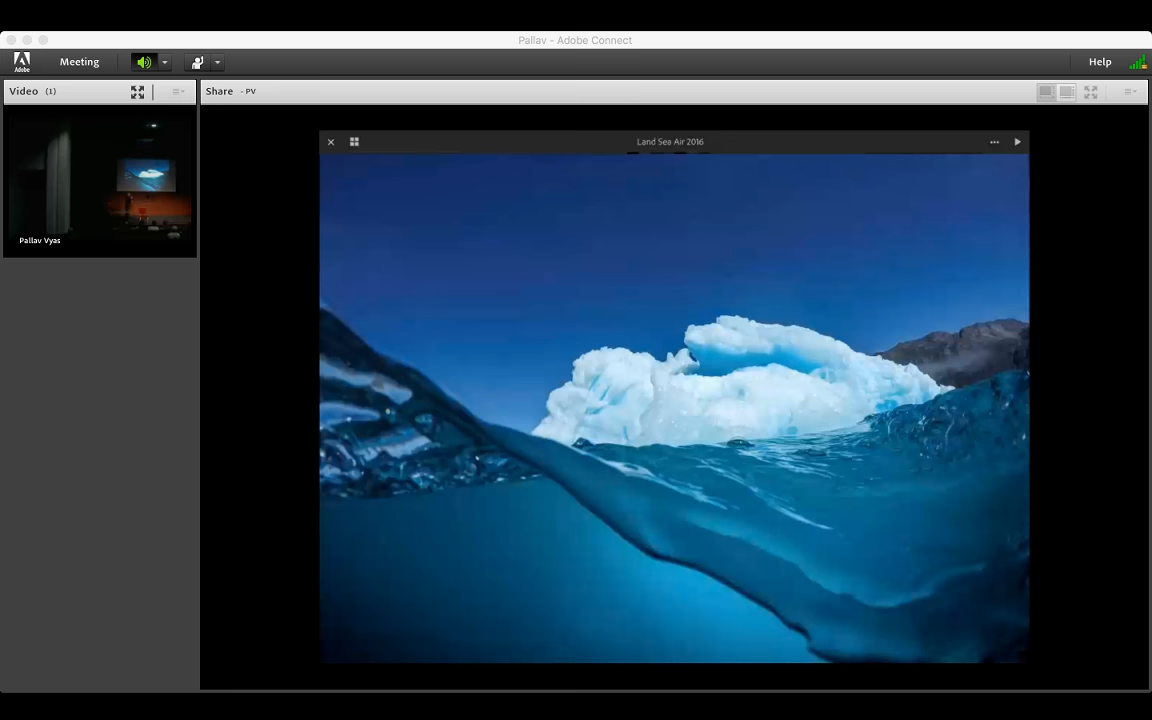 Pallav - Adobe Connect
Adobe
Meeting
Help
Video (1)
Share - PV
Land Sea Air 2016
Pallav Vyas